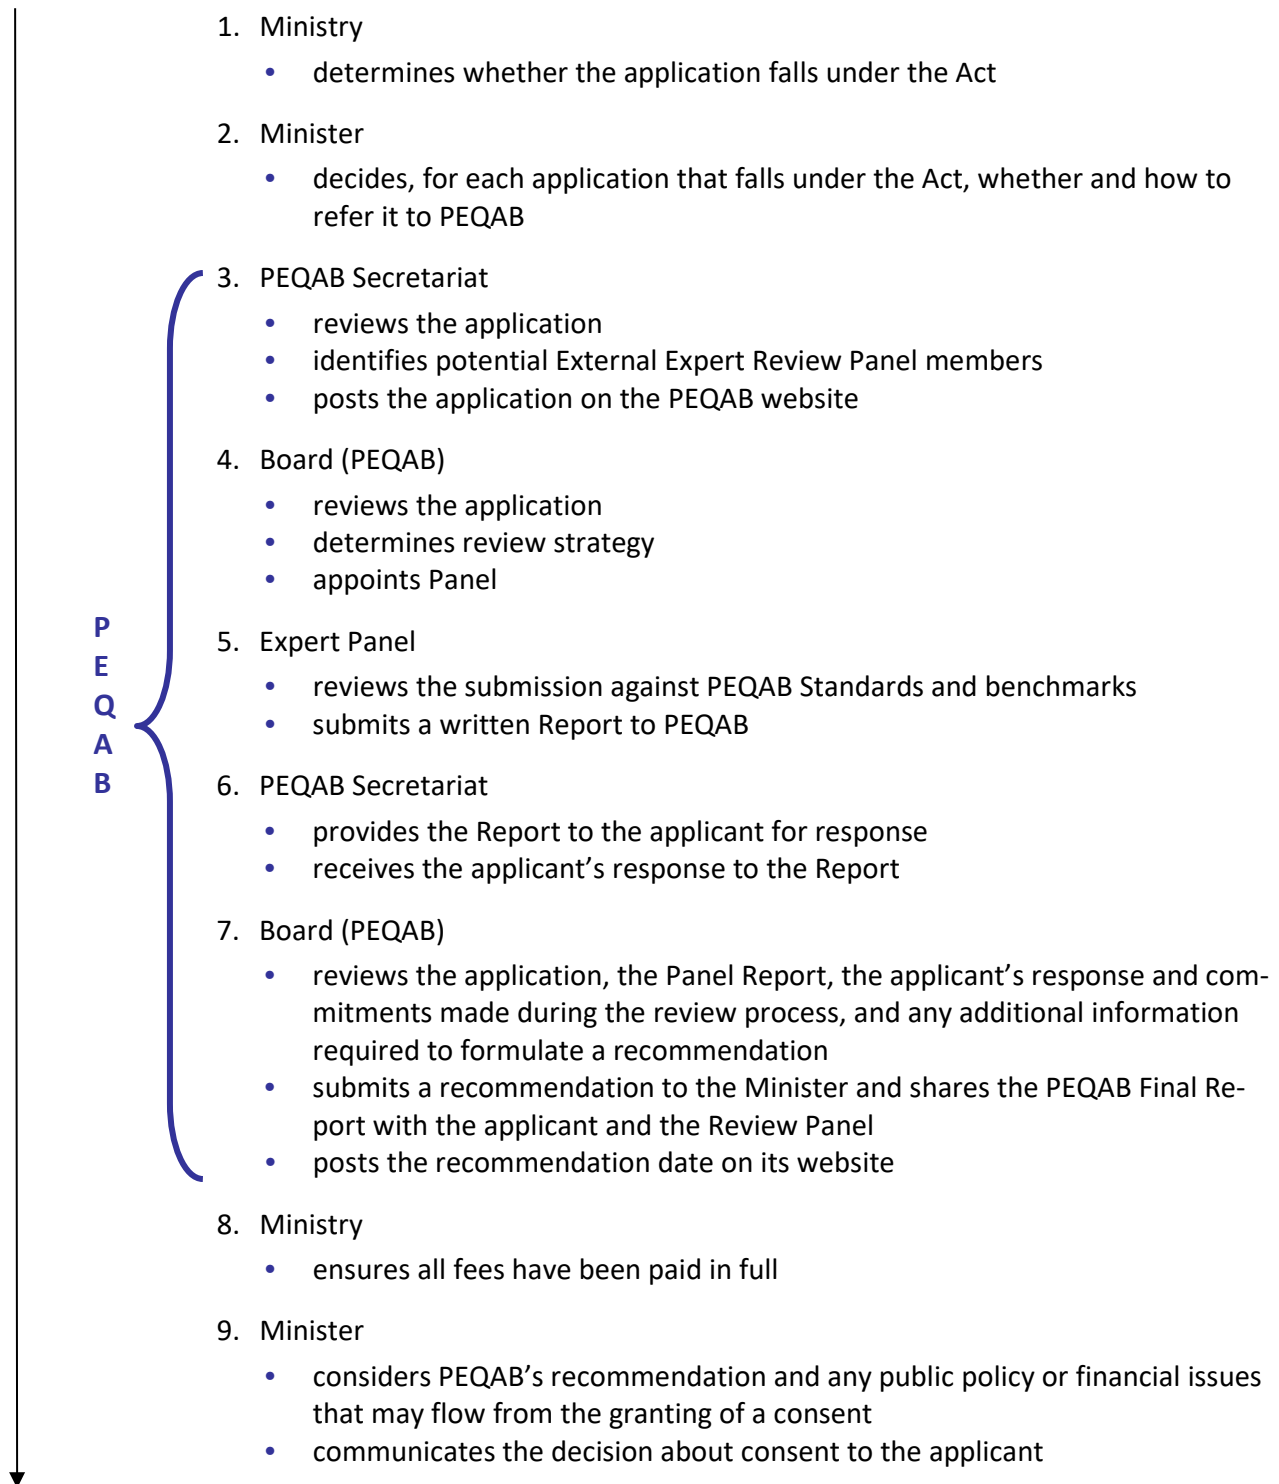 1. Ministry
• determines whether the application falls under the Act
2. Minister
• decides, for each application that falls under the Act, whether and how to
refer it to PEQAB
P
E
Q
A
B
3. PEQAB Secretariat
• reviews the application
• identifies potential External Expert Review Panel members
• posts the application on the PEQAB website
4. Board (PEQAB)
• reviews the application
• determines review strategy
• appoints Panel
5. Expert Panel
• reviews the submission against PEQAB Standards and benchmarks
• submits a written Report to PEQAB
6. PEQAB Secretariat
• provides the Report to the applicant for response
• receives the applicant’s response to the Report
7. Board (PEQAB)
• reviews the application, the Panel Report, the applicant’s response and com-
mitments made during the review process, and any additional information
required to formulate a recommendation
• submits a recommendation to the Minister and shares the PEQAB Final Re-
port with the applicant and the Review Panel
• posts the recommendation date on its website
8. Ministry
• ensures all fees have been paid in full
9. Minister
• considers PEQAB’s recommendation and any public policy or financial issues
that may flow from the granting of a consent
• communicates the decision about consent to the applicant